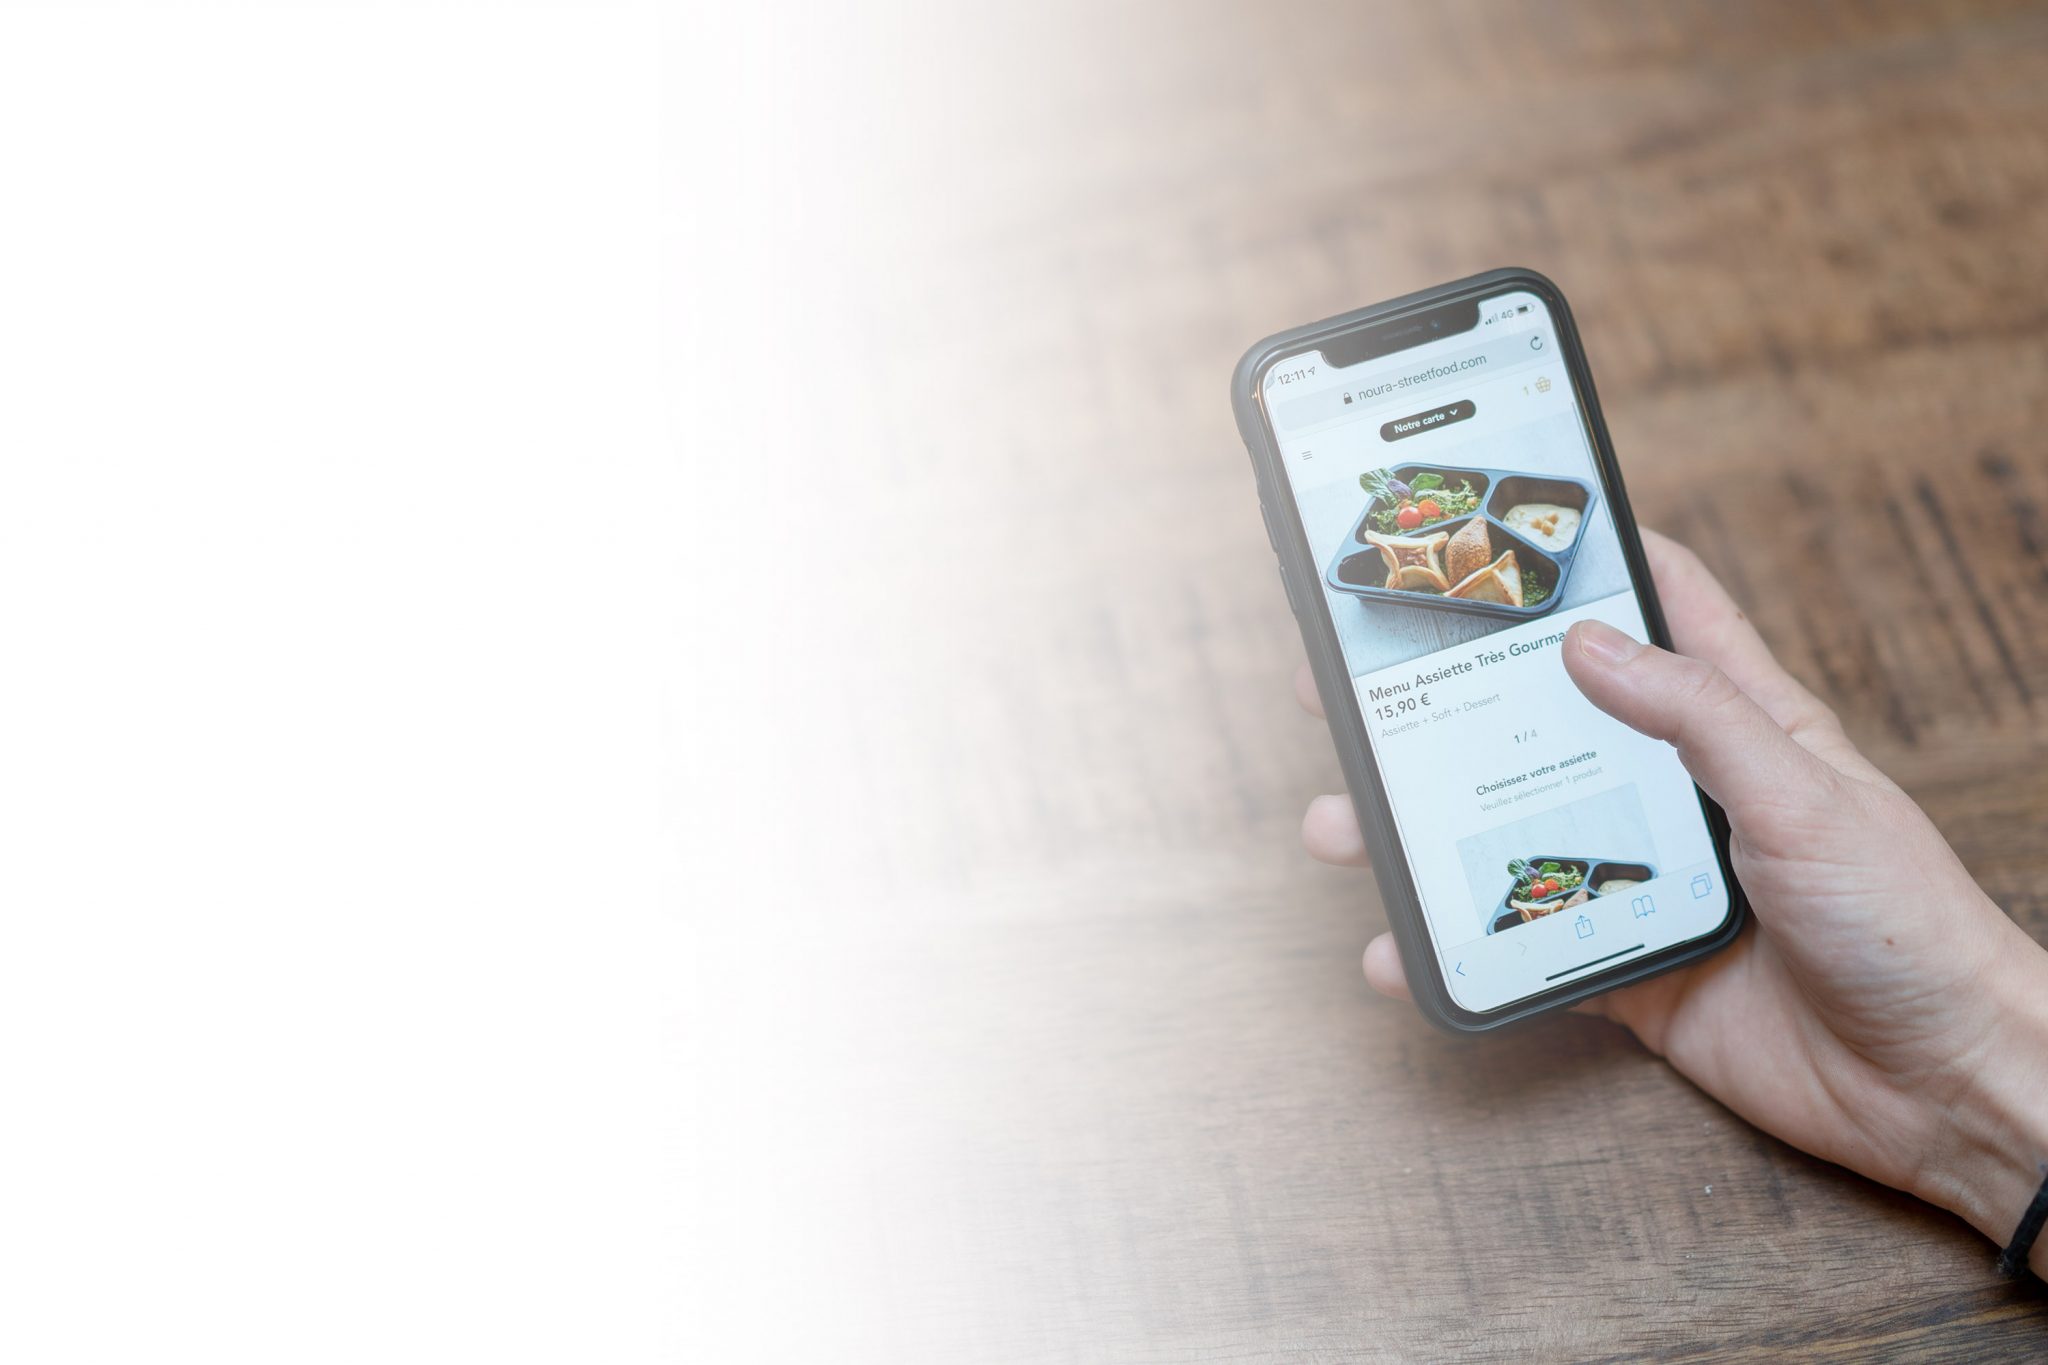 12:11
4G
noura-streetfood.com
1
Notre carte
Menu Assiette Très Gourma
15,90 €
Assiette + Soft + Dessert
1 / 4
Choisissez votre assiette
Veuillez sélectionner 1 produit